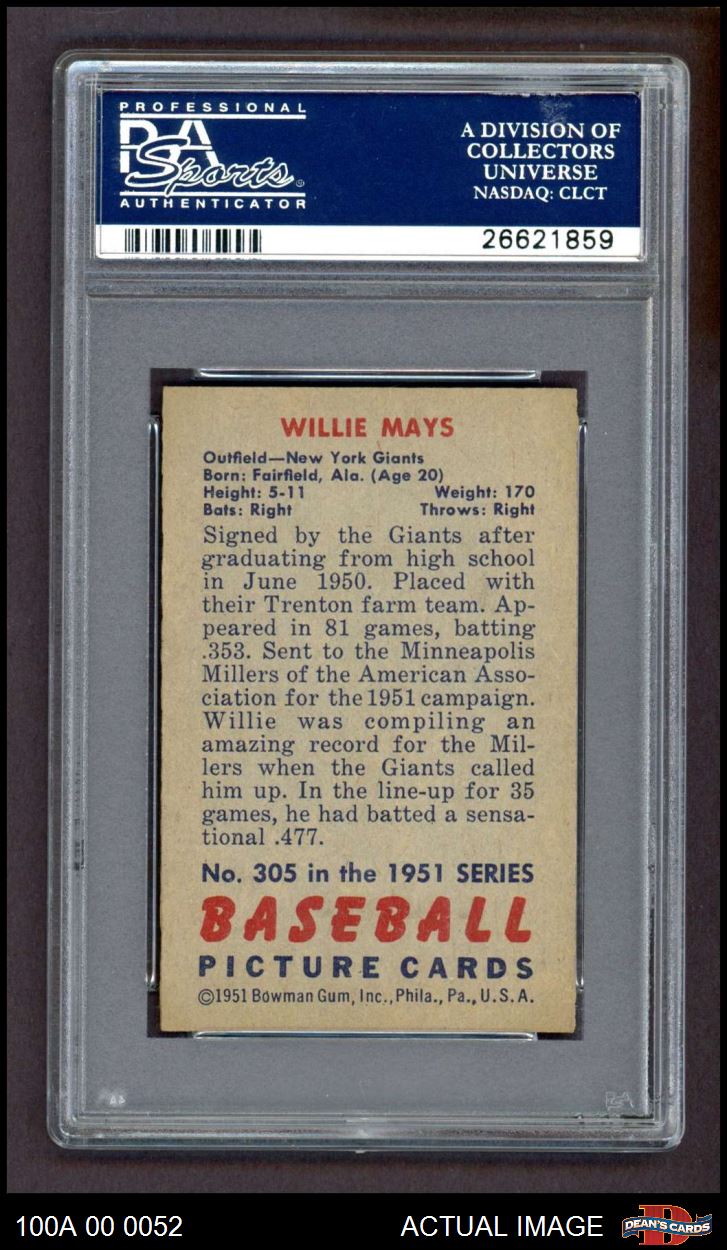 PROFESSIONAL
PSA
Sports
AUTHENTICATOR
A DIVISION OF
COLLECTORS
UNIVERSE
NASDAQ: CLCT
26621859
WILLIE MAYS
Outfield—New York Giants
Born: Fairfield, Ala. (Age 20)
Height: 5-11 Weight: 170
Bats: Right Throws: Right
Signed by the Giants after
graduating from high school
in June 1950. Placed with
their Trenton farm team. Ap-
peared in 81 games, batting
.353. Sent to the Minneapolis
Millers of the American Asso-
ciation for the 1951 campaign.
Willie was compiling an
amazing record for the Mil-
lers when the Giants called
him up. In the line-up for 35
games, he had batted a sensa-
tional .477.
No. 305 in the 1951 SERIES
BASEBALL
PICTURE CARDS
©1951 Bowman Gum, Inc., Phila., Pa., U.S.A.
PSA
100A 00 0052
ACTUAL IMAGE
DEAN'S CARDS